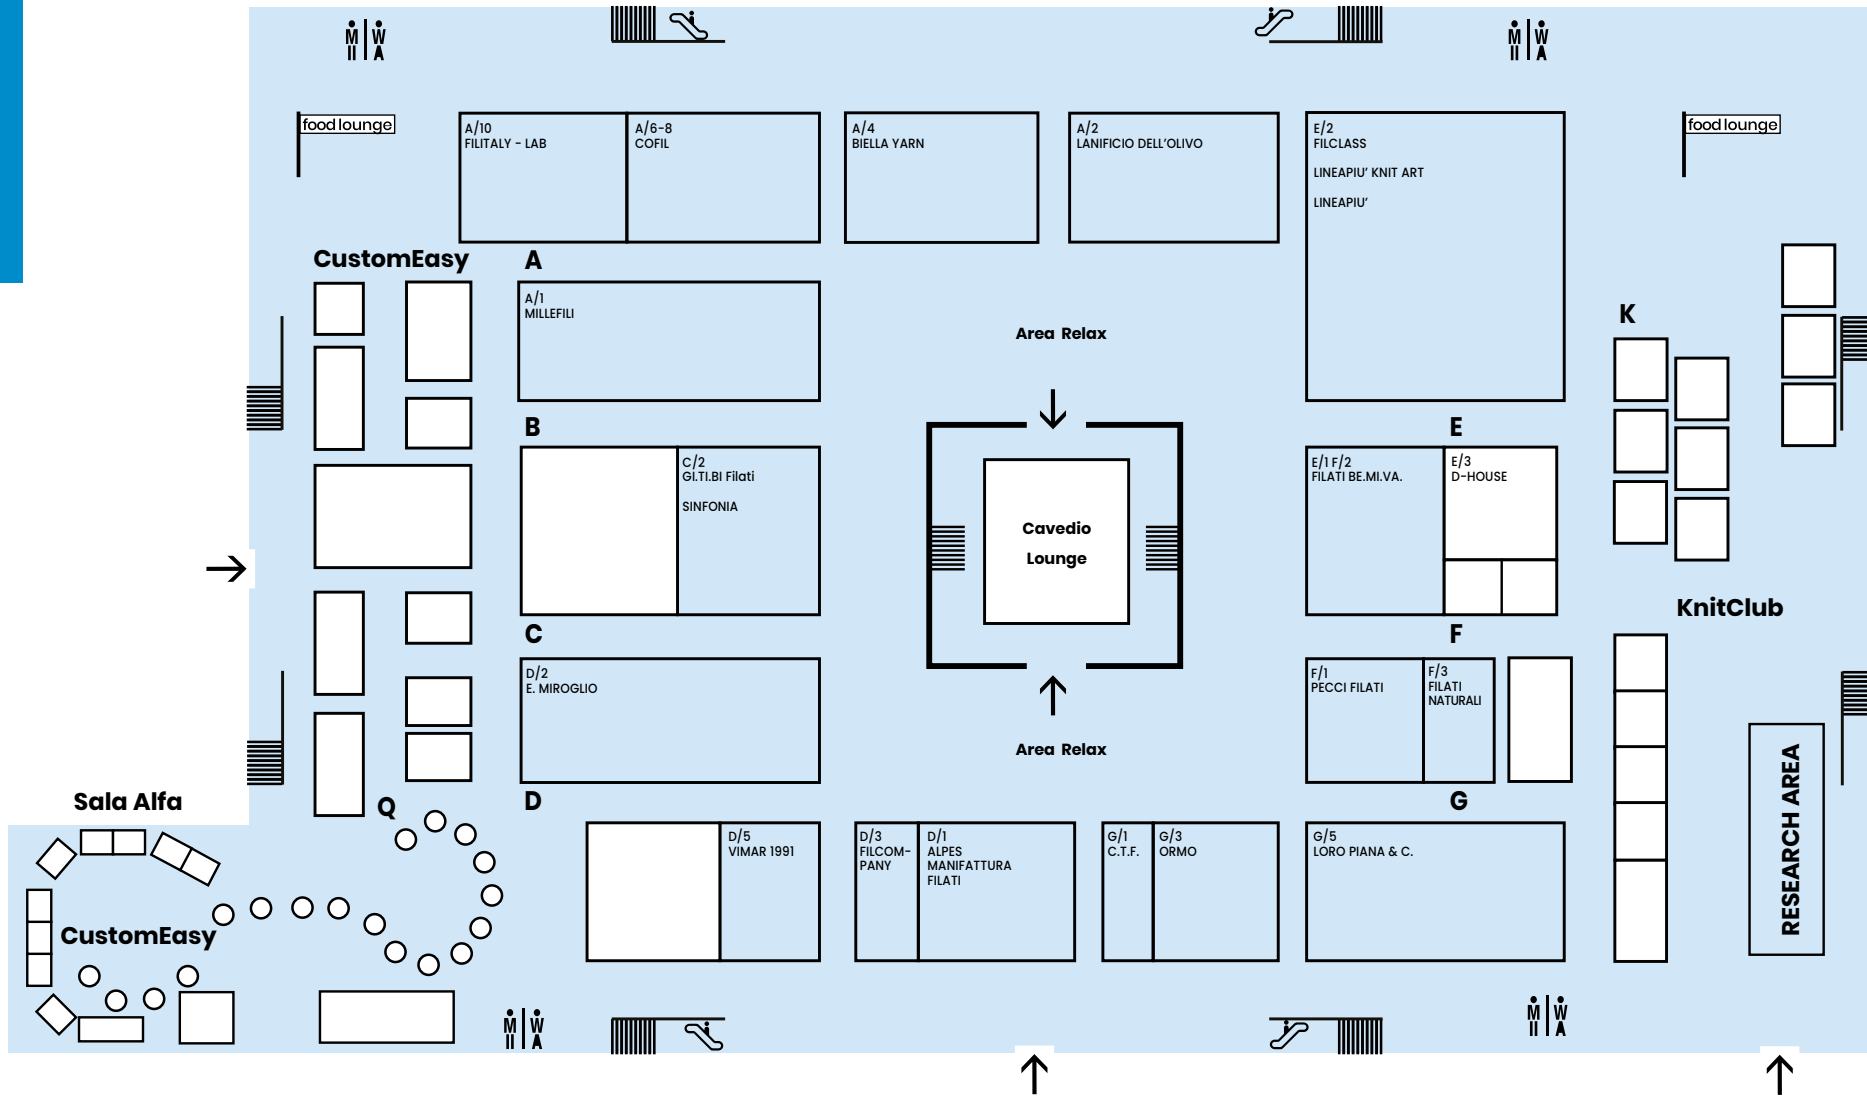 M W
II A
M W
II A
food lounge
food lounge
A/10
FILITALY - LAB
A/6-8
COFIL
A/4
BIELLA YARN
A/2
LANIFICIO DELL'OLIVO
E/2
FILCLASS
LINEAPIU' KNIT ART
LINEAPIU'
CustomEasy
A
A/1
MILLEFILI
Area Relax
K
B
E
C/2
GI.TI.BI Filati
SINFONIA
E/1 F/2
FILATI BE.MI.VA.
E/3
D-HOUSE
Cavedio
Lounge
KnitClub
C
F
D/2
E. MIROGLIO
F/1
PECCI FILATI
F/3
FILATI
NATURALI
Area Relax
RESEARCH AREA
Sala Alfa
Q
D
G
D/5
VIMAR 1991
D/3
FILCOM-
PANY
D/1
ALPES
MANIFATTURA
FILATI
G/1
C.T.F.
G/3
ORMO
G/5
LORO PIANA & C.
CustomEasy
M W
II A
M W
II A